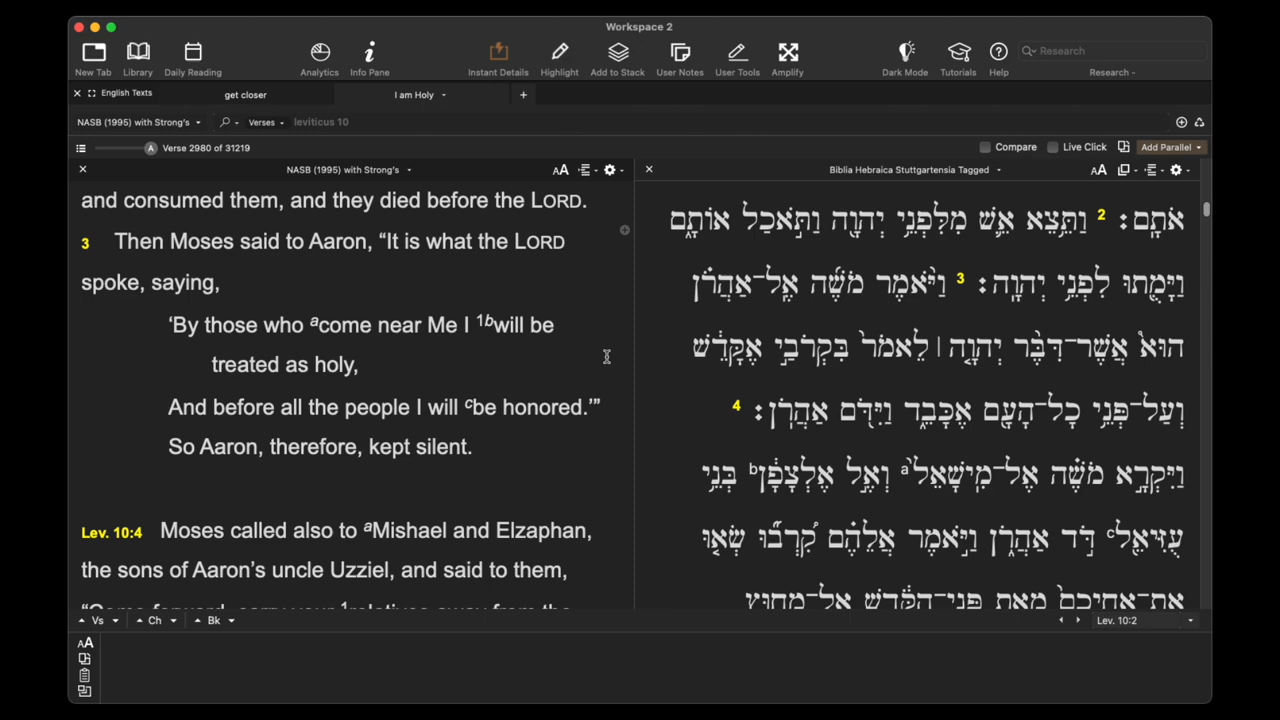 Workspace 2
New Tab Library Daily Reading Analytics Info Pane Instant Details Highlight Add to Stack User Notes User Tools Amplify Dark Mode Tutorials Help Research
Research
English Texts get closer I am Holy
NASB (1995) with Strong's Verses leviticus 10
A Verse 2980 of 31219 Compare Live Click Add Parallel
NASB (1995) with Strong's
and consumed them, and they died before the LORD.
3 Then Moses said to Aaron, “It is what the LORD
spoke, saying,
‘By those who acome near Me I 1bwill be
treated as holy,
And before all the people I will cbe honored.’”
So Aaron, therefore, kept silent.
Lev. 10:4 Moses called also to aMishael and Elzaphan,
the sons of Aaron’s uncle Uzziel, and said to them,
Biblia Hebraica Stuttgartensia Tagged
אֹתָֽם׃ 2 וַתֵּ֥צֵא אֵ֛שׁ מִלִּפְנֵ֥י יְהוָ֖ה וַתֹּ֣אכַל אוֹתָ֑ם
וַיָּמֻ֖תוּ לִפְנֵ֥י יְהוָֽה׃ 3 וַיֹּ֨אמֶר מֹשֶׁ֜ה אֶֽל־אַהֲרֹ֗ן
הוּא֩ אֲשֶׁר־דִּבֶּ֨ר יְהוָ֤ה ׀ לֵאמֹר֙ בִּקְרֹבַ֣י אֶקָּדֵ֔שׁ
וְעַל־פְּנֵ֥י כָל־הָעָ֖ם אֶכָּבֵ֑ד וַיִּדֹּ֖ם אַהֲרֹֽן׃ 4
וַיִּקְרָ֣א מֹשֶׁ֗ה אֶל־מִֽישָׁאֵל֙a וְאֶ֣ל אֶלְצָפָ֔ןb בְּנֵ֥י
עֻזִּיאֵ֖לc דֹּ֣ד אַהֲרֹ֑ן וַיֹּ֣אמֶר אֲלֵהֶ֗ם קִ֠רְב֞וּ שְׂא֤וּ
אֶת־אֲחֵיכֶם֙ מֵאֵ֣ת פְּנֵי־הַקֹּ֔דֶשׁ אֶל־מִח֖וּץ
Vs Ch Bk Lev. 10:2